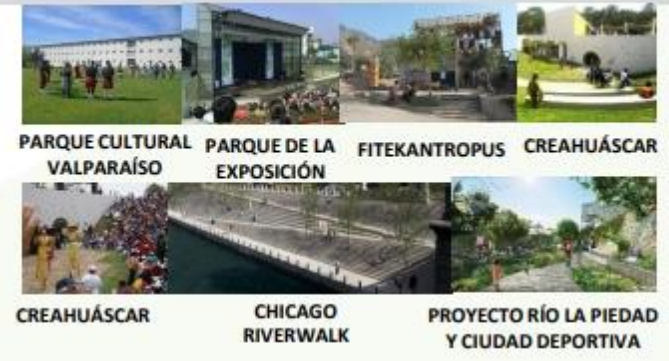 PARQUE CULTURAL
VALPARAÍSO
PARQUE DE LA
EXPOSICIÓN
FITEKANTROPUS
CREAHUÁSCAR
CREAHUÁSCAR
CHICAGO
RIVERWALK
PROYECTO RÍO LA PIEDAD
Y CIUDAD DEPORTIVA